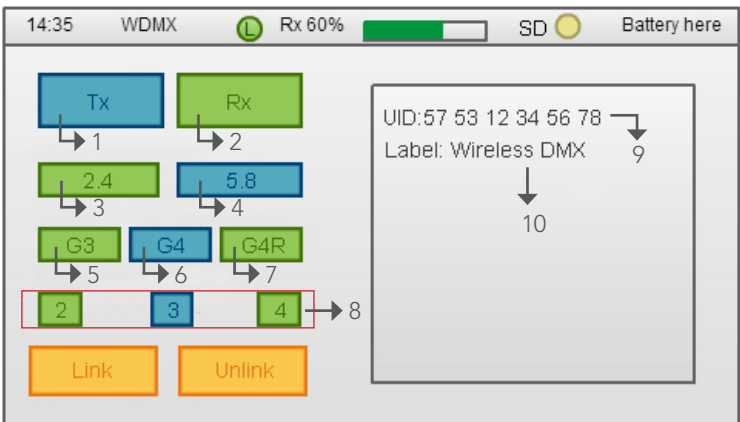 14:35 WDMX L Rx 60% SD Battery here
Tx Rx
1 2
2.4 5.8
3 4
G3 G4 G4R
5 6 7
2 3 4 8
Link Unlink
UID:57 53 12 34 56 78
9
Label: Wireless DMX
10